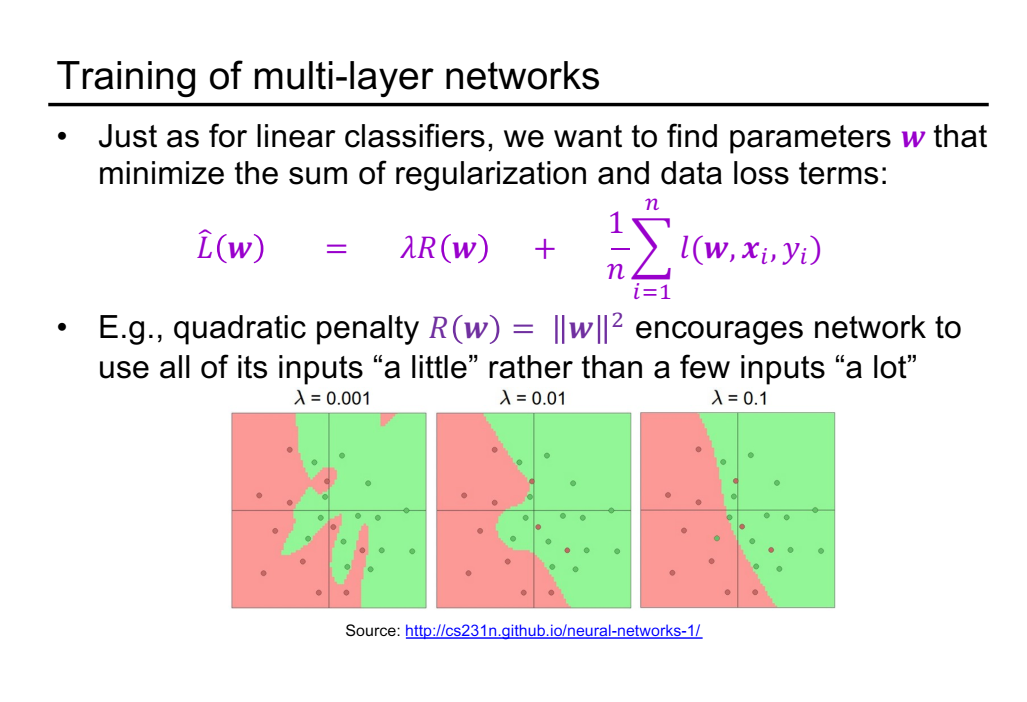 Training of multi-layer networks
• Just as for linear classifiers, we want to find parameters 𝒘 that
minimize the sum of regularization and data loss terms:
L̂(𝒘) = λR(𝒘) + 1/n ∑_{i=1}^{n} l(𝒘, 𝒙ᵢ, yᵢ)
• E.g., quadratic penalty R(𝒘) = ‖𝒘‖² encourages network to
use all of its inputs “a little” rather than a few inputs “a lot”
λ = 0.001 λ = 0.01 λ = 0.1
Source: http://cs231n.github.io/neural-networks-1/